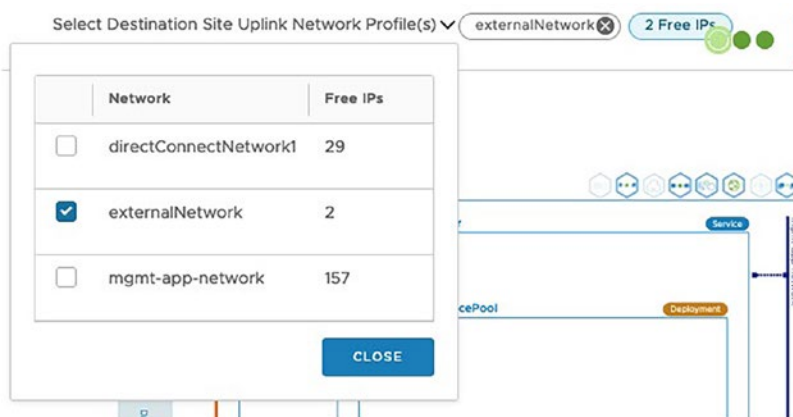 Select Destination Site Uplink Network Profile(s) externalNetwork 2 Free IPs
Network Free IPs
directConnectNetwork1 29
externalNetwork 2
mgmt-app-network 157
Service
cePool Deployment
CLOSE